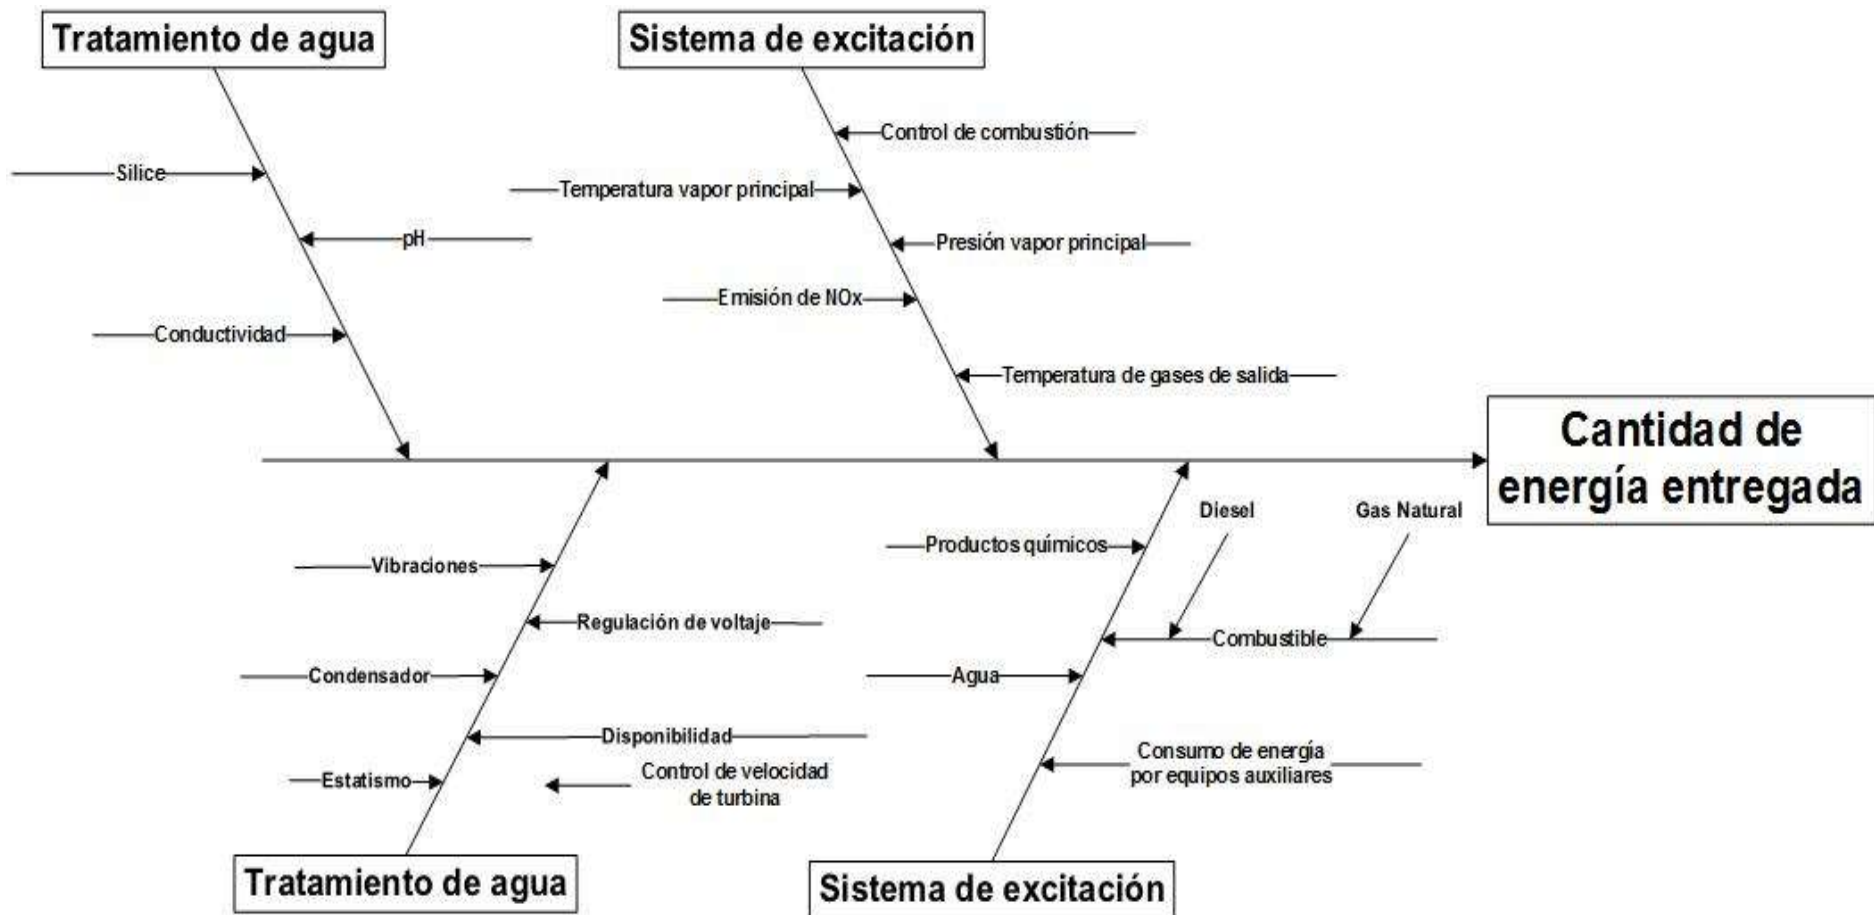 Tratamiento de agua
Sistema de excitación
Control de combustión
Silice
Temperatura vapor principal
pH
Presión vapor principal
Emisión de NOx
Conductividad
Temperatura de gases de salida
Cantidad de
energía entregada
Diesel
Gas Natural
Productos químicos
Vibraciones
Regulación de voltaje
Combustible
Condensador
Agua
Disponibilidad
Consumo de energía
por equipos auxiliares
Estatismo
Control de velocidad
de turbina
Tratamiento de agua
Sistema de excitación